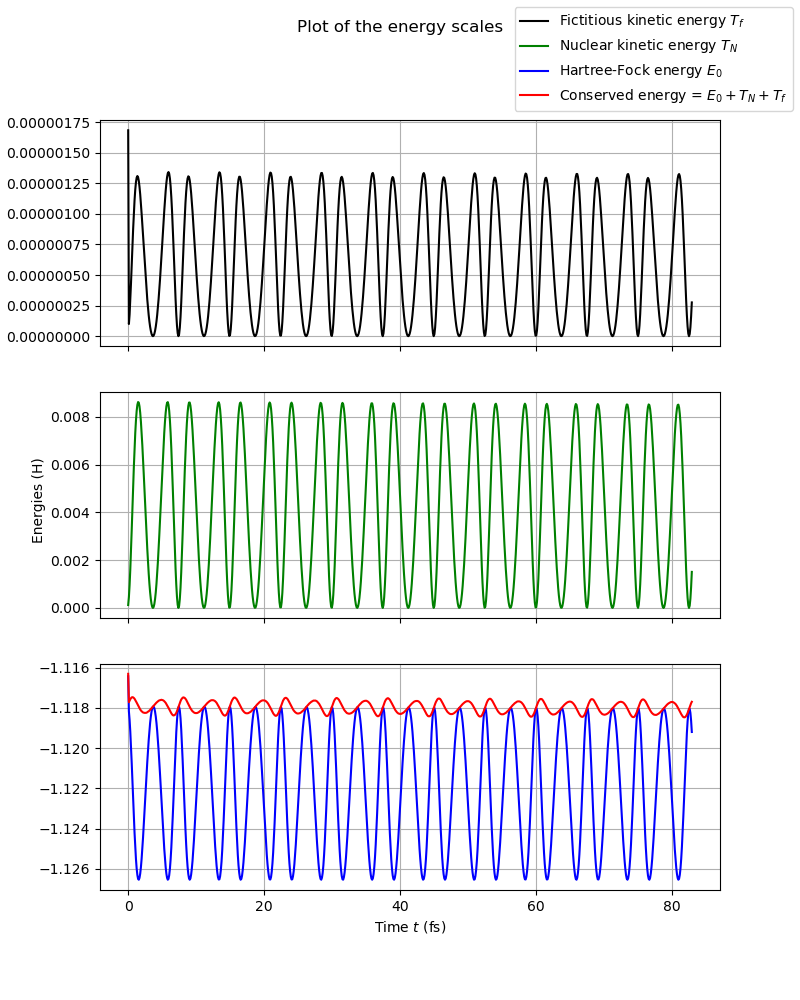 Plot of the energy scales
Fictitious kinetic energy T_f
Nuclear kinetic energy T_N
Hartree-Fock energy E_0
Conserved energy = E_0 + T_N + T_f
0.00000175
0.00000150
0.00000125
0.00000100
0.00000075
0.00000050
0.00000025
0.00000000
Energies (H)
0.008
0.006
0.004
0.002
0.000
−1.116
−1.118
−1.120
−1.122
−1.124
−1.126
0 20 40 60 80
Time t (fs)